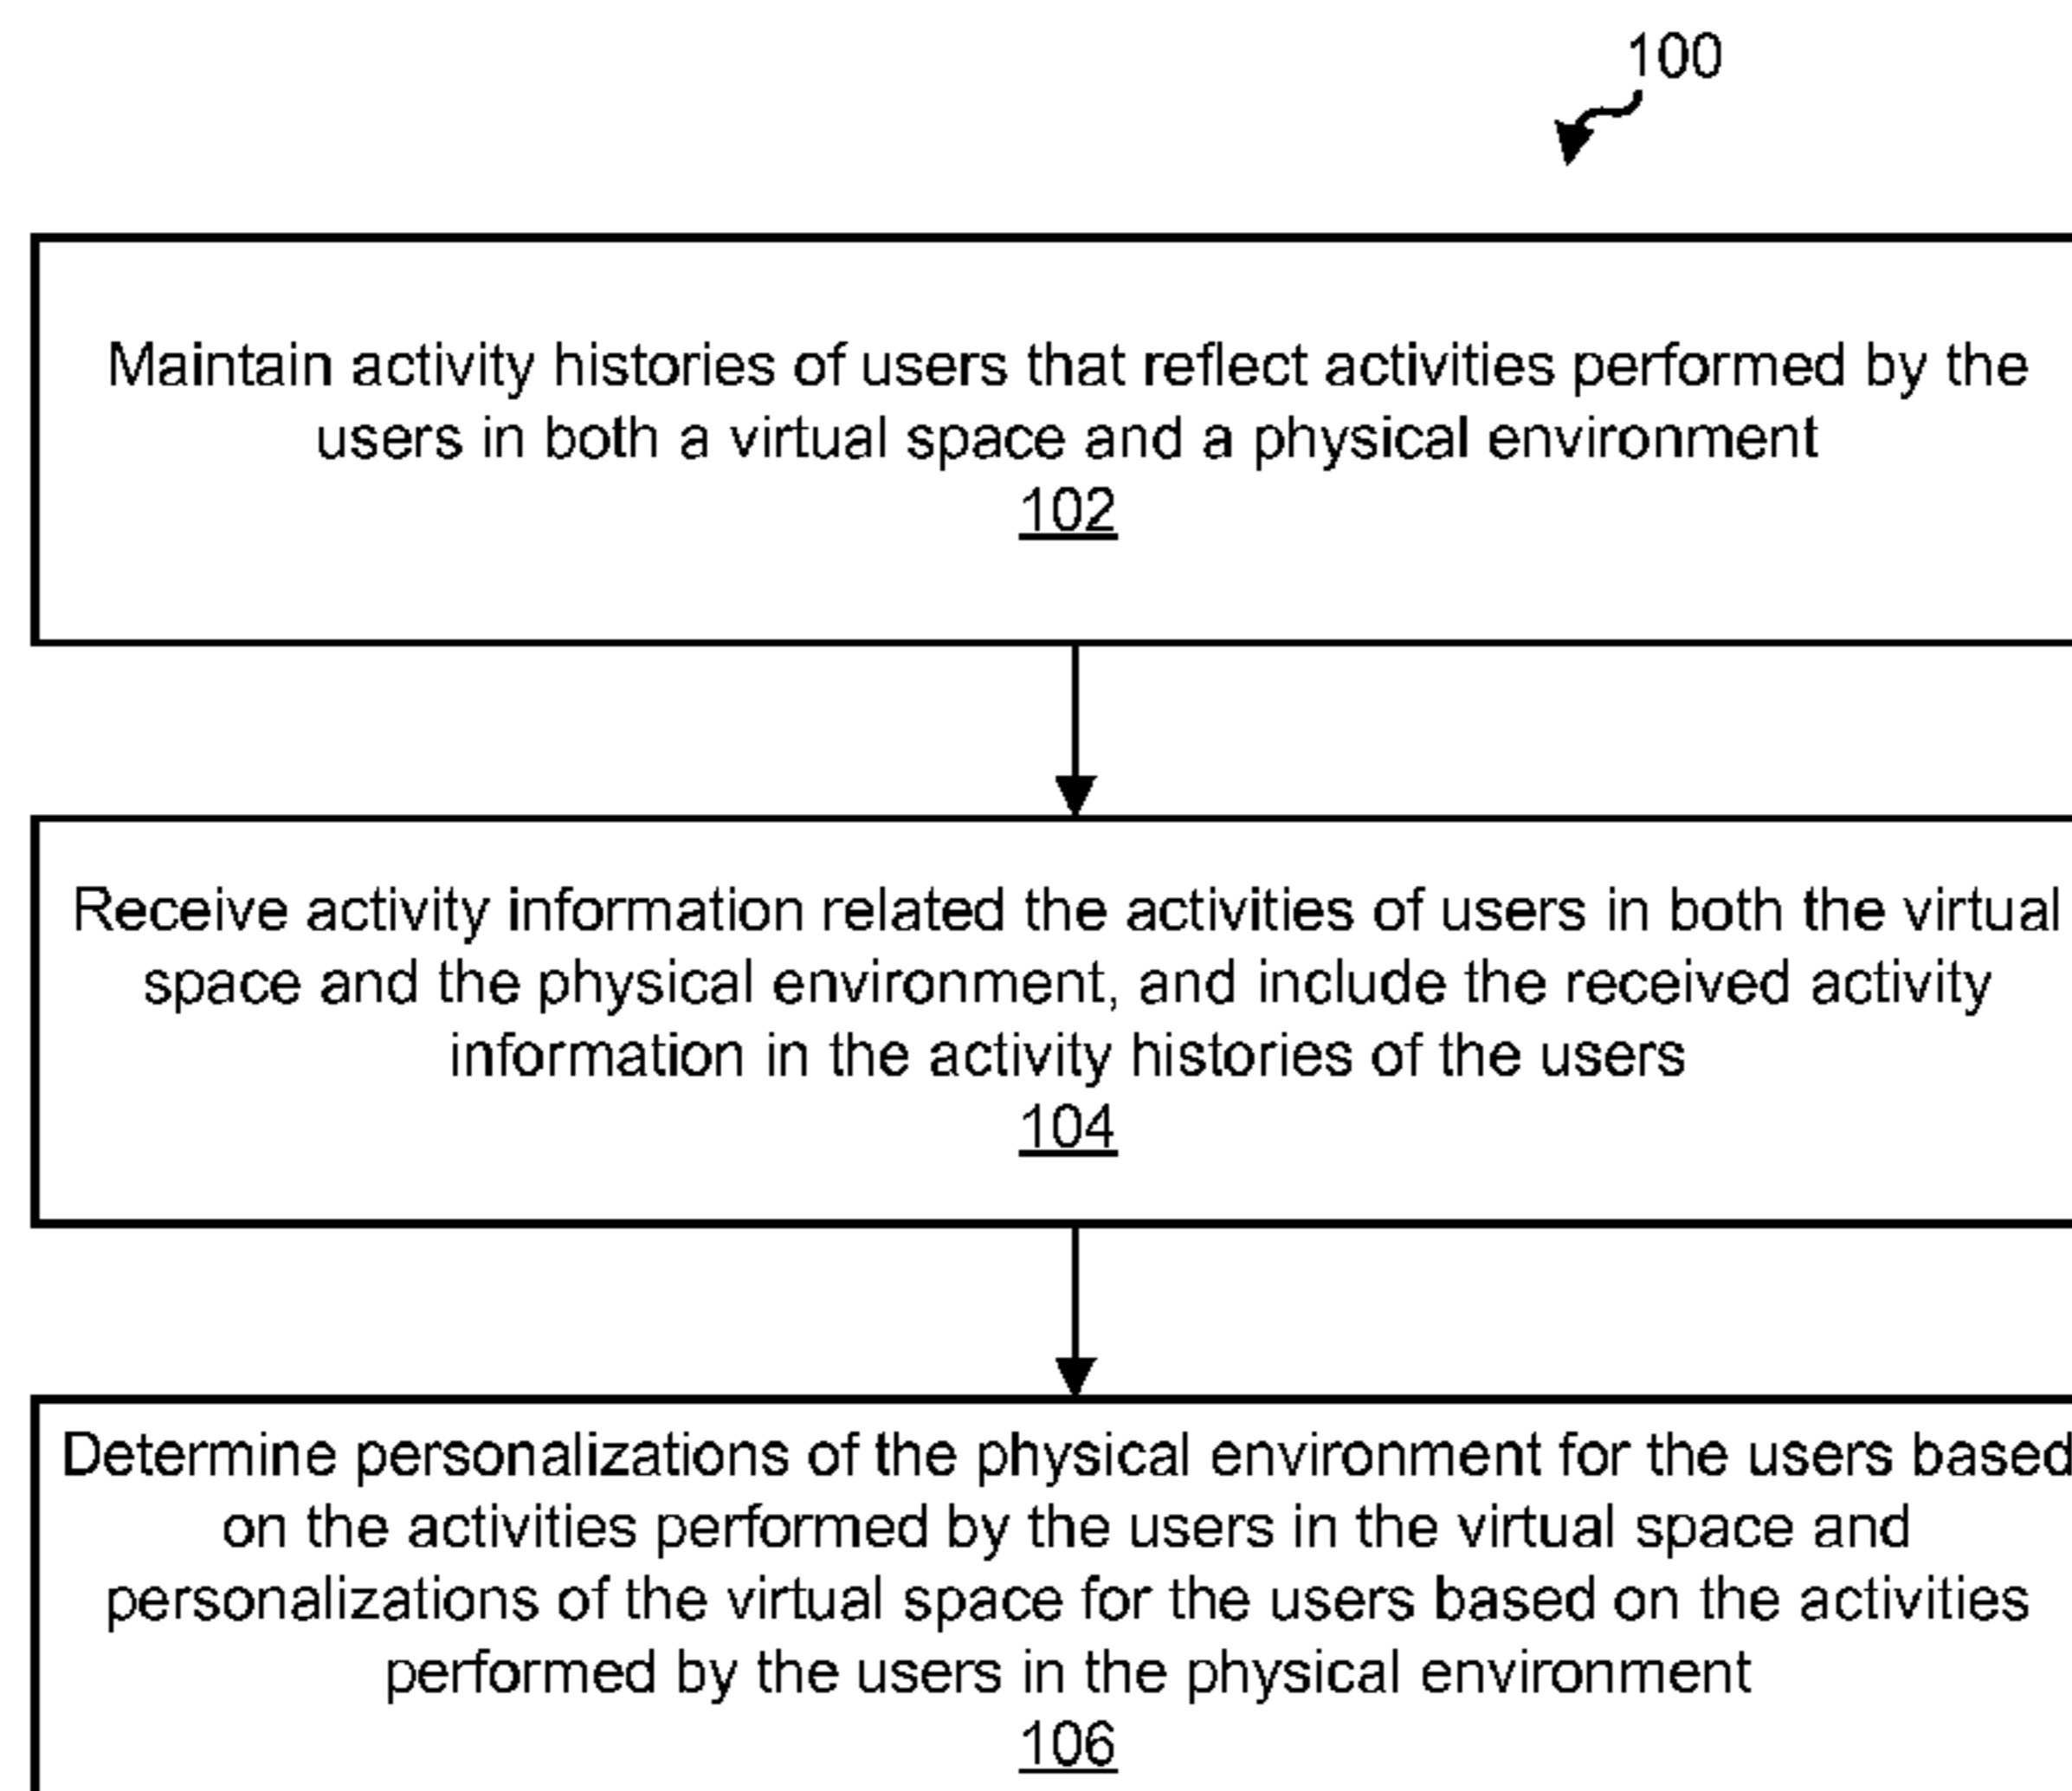 100
Maintain activity histories of users that reflect activities performed by the
users in both a virtual space and a physical environment
102
Receive activity information related the activities of users in both the virtual
space and the physical environment, and include the received activity
information in the activity histories of the users
104
Determine personalizations of the physical environment for the users based
on the activities performed by the users in the virtual space and
personalizations of the virtual space for the users based on the activities
performed by the users in the physical environment
106